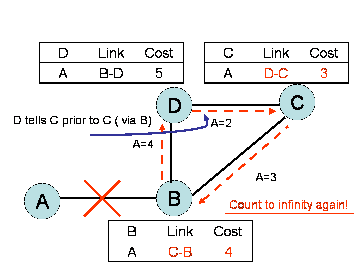 D Link Cost
A B-D 5
C Link Cost
A D-C 3
D
C
D tells C prior to C ( via B)
A=2
A=4
A=3
A
B
Count to infinity again!
B Link Cost
A C-B 4